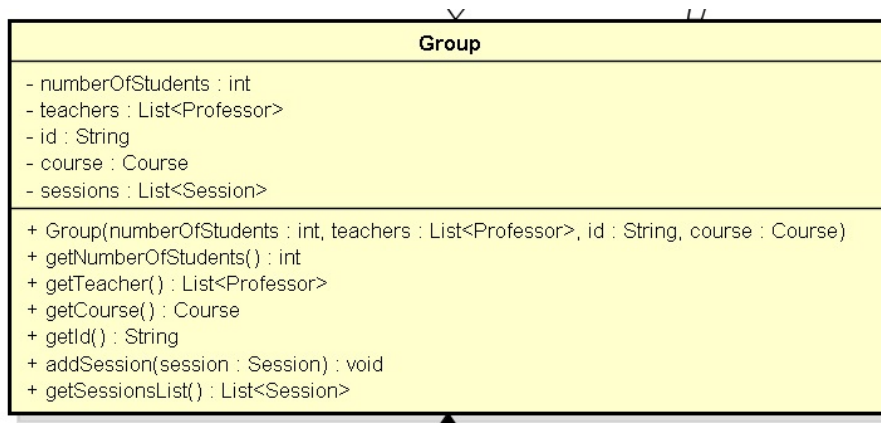 Group
- numberOfStudents : int
- teachers : List<Professor>
- id : String
- course : Course
- sessions : List<Session>
+ Group(numberOfStudents : int, teachers : List<Professor>, id : String, course : Course)
+ getNumberOfStudents() : int
+ getTeacher() : List<Professor>
+ getCourse() : Course
+ getId() : String
+ addSession(session : Session) : void
+ getSessionsList() : List<Session>